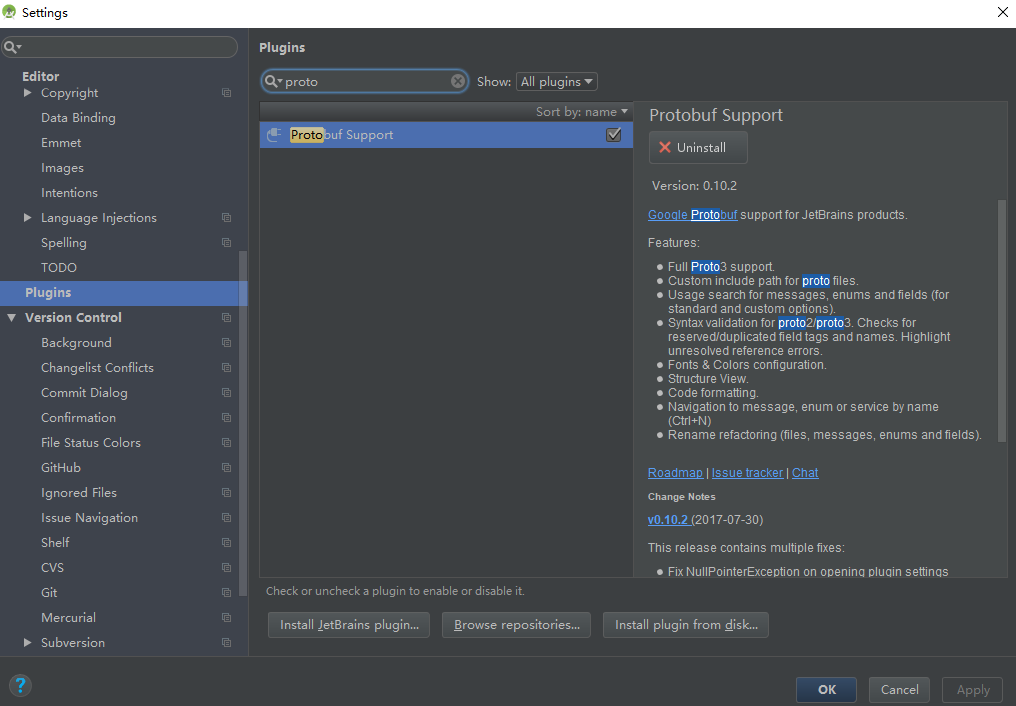 Settings
Plugins
Editor
Copyright
Data Binding
Emmet
Images
Intentions
Language Injections
Spelling
TODO
Plugins
Version Control
Background
Changelist Conflicts
Commit Dialog
Confirmation
File Status Colors
GitHub
Ignored Files
Issue Navigation
Shelf
CVS
Git
Mercurial
Subversion
proto
Show: All plugins
Sort by: name
Protobuf Support
Protobuf Support
Uninstall
Version: 0.10.2
Google Protobuf support for JetBrains products.
Features:
Full Proto3 support.
Custom include path for proto files.
Usage search for messages, enums and fields (for
standard and custom options).
Syntax validation for proto2/proto3. Checks for
reserved/duplicated field tags and names. Highlight
unresolved reference errors.
Fonts & Colors configuration.
Structure View.
Code formatting.
Navigation to message, enum or service by name
(Ctrl+N)
Rename refactoring (files, messages, enums and fields).
Roadmap | Issue tracker | Chat
Change Notes
v0.10.2 (2017-07-30)
This release contains multiple fixes:
Fix NullPointerException on opening plugin settings
Check or uncheck a plugin to enable or disable it.
Install JetBrains plugin...
Browse repositories...
Install plugin from disk...
?
OK
Cancel
Apply